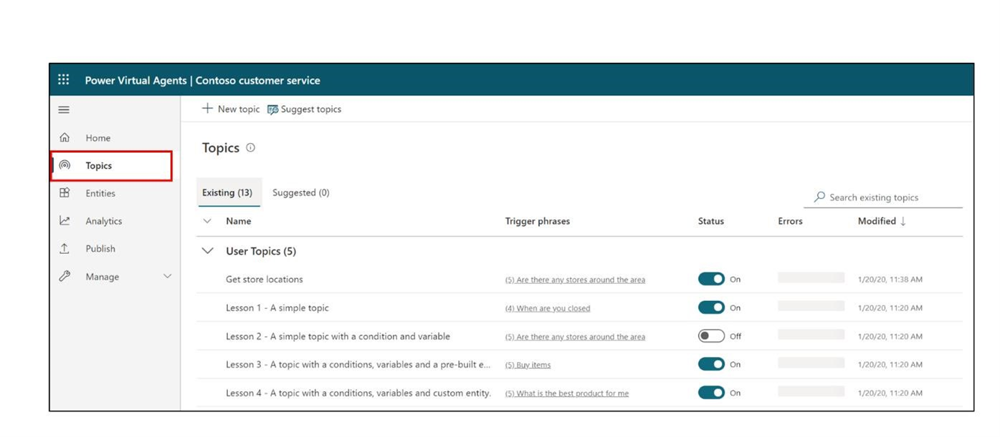 Power Virtual Agents | Contoso customer service
New topic Suggest topics
Home
Topics
Entities
Analytics
Publish
Manage
Topics
Existing (13) Suggested (0)
Search existing topics
Name Trigger phrases Status Errors Modified ↓
User Topics (5)
Get store locations (5) Are there any stores around the area On 1/20/20, 11:38 AM
Lesson 1 - A simple topic (4) When are you closed On 1/20/20, 11:20 AM
Lesson 2 - A simple topic with a condition and variable (5) Are there any stores around the area Off 1/20/20, 11:20 AM
Lesson 3 - A topic with a conditions, variables and a pre-built e... (5) Buy items On 1/20/20, 11:20 AM
Lesson 4 - A topic with a conditions, variables and custom entity. (5) What is the best product for me On 1/20/20, 11:20 AM